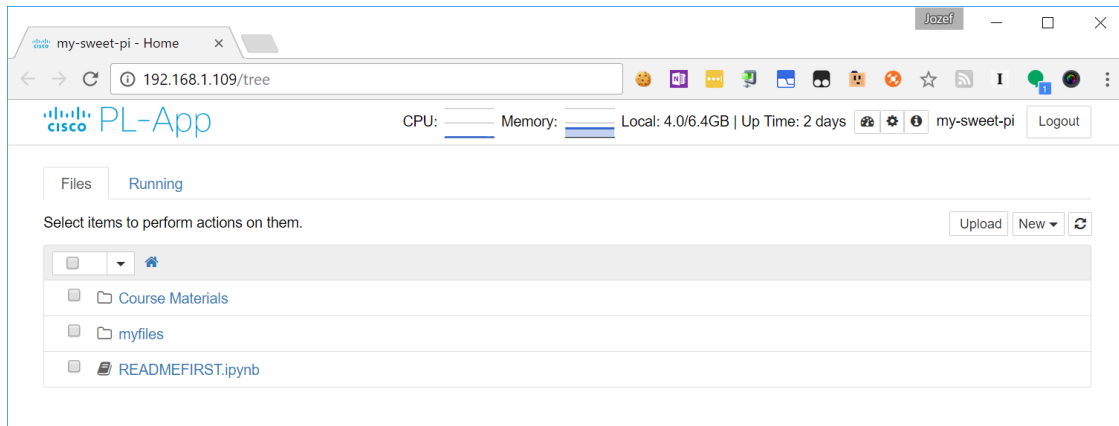 Jozef
my-sweet-pi - Home
192.168.1.109/tree
1
cisco PL-App CPU: Memory: Local: 4.0/6.4GB | Up Time: 2 days my-sweet-pi Logout
Files Running
Select items to perform actions on them. Upload New
Course Materials
myfiles
READMEFIRST.ipynb